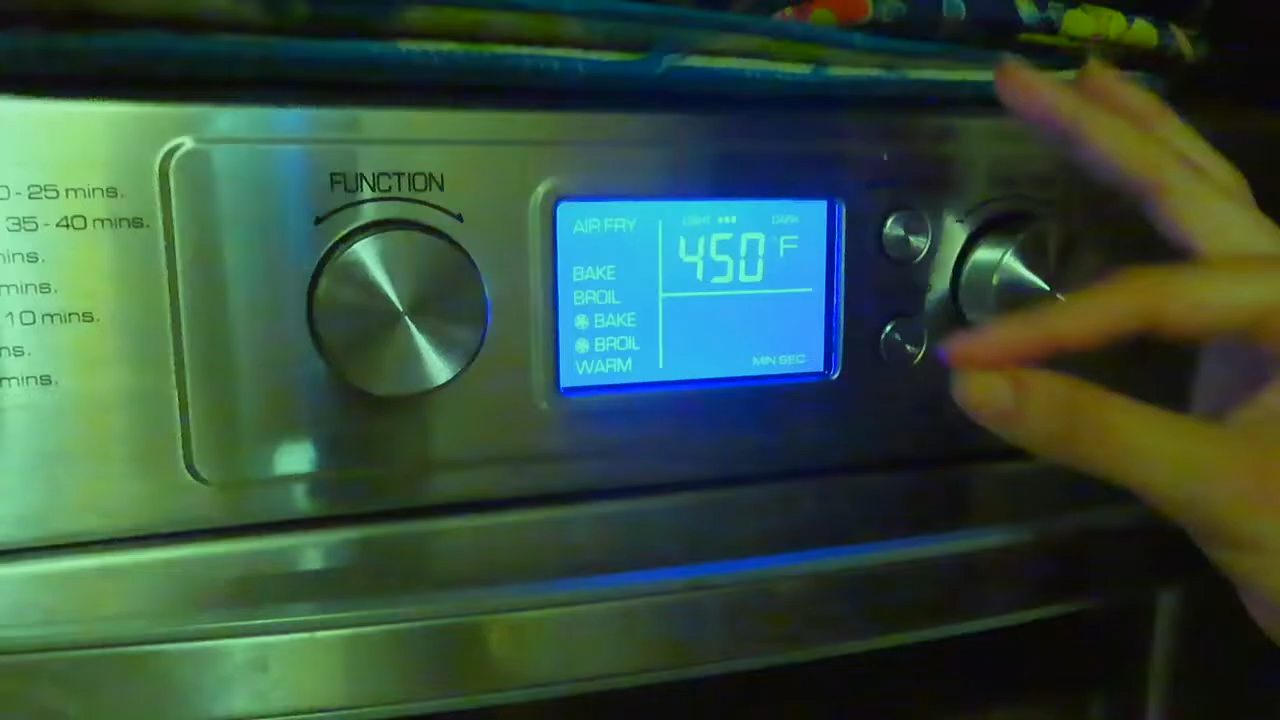 0-25 mins.
35-40 mins.
mins.
mins.
10 mins.
ns.
mins.
FUNCTION
AIR FRY
BAKE
BROIL
BAKE
BROIL
WARM
LIGHT DARK
450 °F
MIN SEC